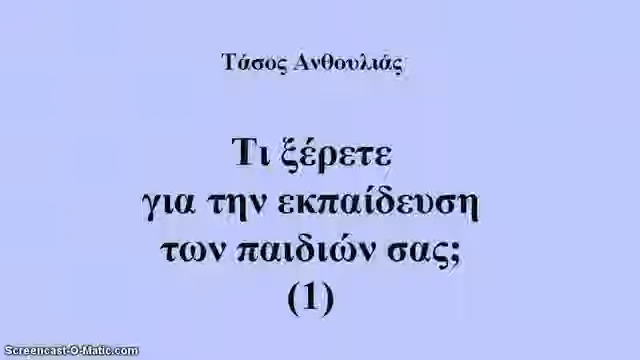 Τάσος Ανθουλιάς
Τι ξέρετε
για την εκπαίδευση
των παιδιών σας;
(1)
Screencast-O-Matic.com